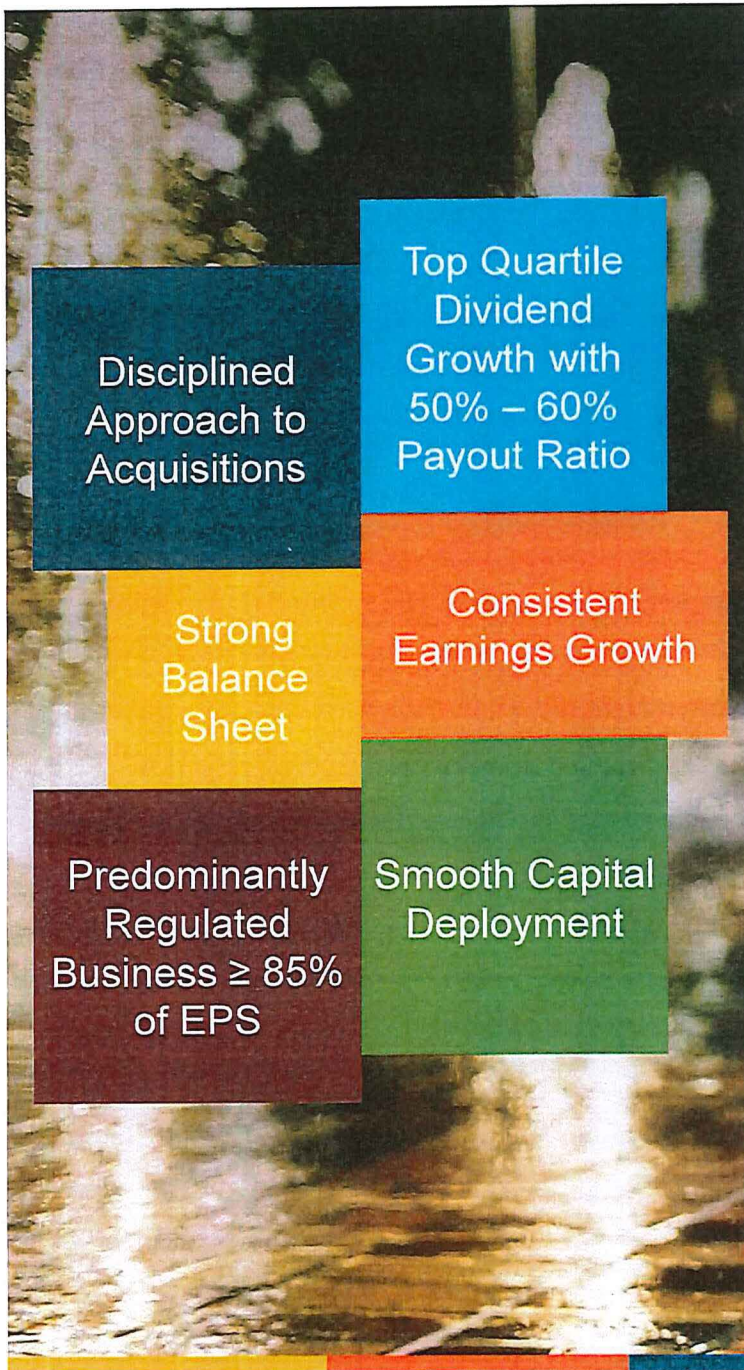 Disciplined
Approach to
Acquisitions
Top Quartile
Dividend
Growth with
50% – 60%
Payout Ratio
Strong
Balance
Sheet
Consistent
Earnings Growth
Predominantly
Regulated
Business ≥ 85%
of EPS
Smooth Capital
Deployment